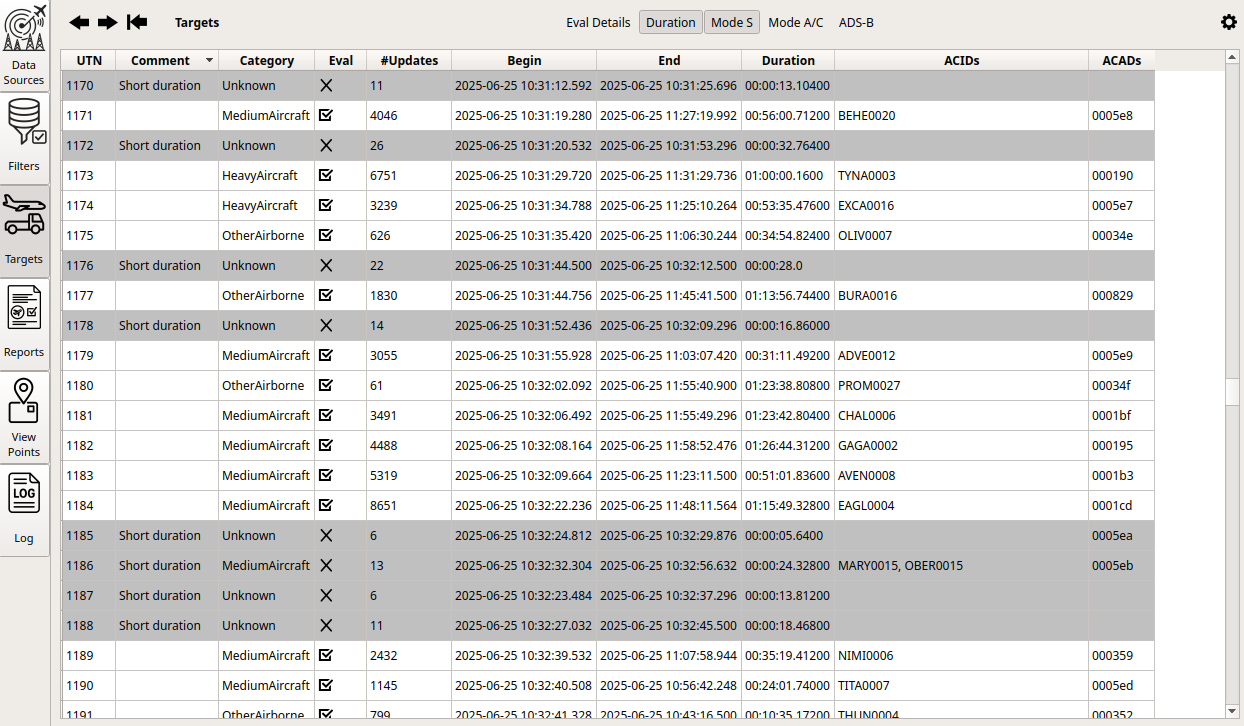 Targets Eval Details Duration Mode S Mode A/C ADS-B
Data
Sources
Filters
Targets
Reports
View
Points
LOG
Log
UTN Comment Category Eval #Updates Begin End Duration ACIDs ACADs
1170 Short duration Unknown 11 2025-06-25 10:31:12.592 2025-06-25 10:31:25.696 00:00:13.10400
1171 MediumAircraft 4046 2025-06-25 10:31:19.280 2025-06-25 11:27:19.992 00:56:00.71200 BEHE0020 0005e8
1172 Short duration Unknown 26 2025-06-25 10:31:20.532 2025-06-25 10:31:53.296 00:00:32.76400
1173 HeavyAircraft 6751 2025-06-25 10:31:29.720 2025-06-25 11:31:29.736 01:00:00.1600 TYNA0003 000190
1174 HeavyAircraft 3239 2025-06-25 10:31:34.788 2025-06-25 11:25:10.264 00:53:35.47600 EXCA0016 0005e7
1175 OtherAirborne 626 2025-06-25 10:31:35.420 2025-06-25 11:06:30.244 00:34:54.82400 OLIV0007 00034e
1176 Short duration Unknown 22 2025-06-25 10:31:44.500 2025-06-25 10:32:12.500 00:00:28.0
1177 OtherAirborne 1830 2025-06-25 10:31:44.756 2025-06-25 11:45:41.500 01:13:56.74400 BURA0016 000829
1178 Short duration Unknown 14 2025-06-25 10:31:52.436 2025-06-25 10:32:09.296 00:00:16.86000
1179 MediumAircraft 3055 2025-06-25 10:31:55.928 2025-06-25 11:03:07.420 00:31:11.49200 ADVE0012 0005e9
1180 OtherAirborne 61 2025-06-25 10:32:02.092 2025-06-25 11:55:40.900 01:23:38.80800 PROM0027 00034f
1181 MediumAircraft 3491 2025-06-25 10:32:06.492 2025-06-25 11:55:49.296 01:23:42.80400 CHAL0006 0001bf
1182 MediumAircraft 4488 2025-06-25 10:32:08.164 2025-06-25 11:58:52.476 01:26:44.31200 GAGA0002 000195
1183 MediumAircraft 5319 2025-06-25 10:32:09.664 2025-06-25 11:23:11.500 00:51:01.83600 AVEN0008 0001b3
1184 MediumAircraft 8651 2025-06-25 10:32:22.236 2025-06-25 11:48:11.564 01:15:49.32800 EAGL0004 0001cd
1185 Short duration Unknown 6 2025-06-25 10:32:24.812 2025-06-25 10:32:29.876 00:00:05.6400 0005ea
1186 Short duration MediumAircraft 13 2025-06-25 10:32:32.304 2025-06-25 10:32:56.632 00:00:24.32800 MARY0015, OBER0015 0005eb
1187 Short duration Unknown 6 2025-06-25 10:32:23.484 2025-06-25 10:32:37.296 00:00:13.81200
1188 Short duration Unknown 11 2025-06-25 10:32:27.032 2025-06-25 10:32:45.500 00:00:18.46800
1189 MediumAircraft 2432 2025-06-25 10:32:39.532 2025-06-25 11:07:58.944 00:35:19.41200 NIMI0006 000359
1190 MediumAircraft 1145 2025-06-25 10:32:40.508 2025-06-25 10:56:42.248 00:24:01.74000 TITA0007 0005ed
1191 OtherAirborne 799 2025-06-25 10:32:41.328 2025-06-25 10:43:16.500 00:10:35.17200 THUN0004 000352